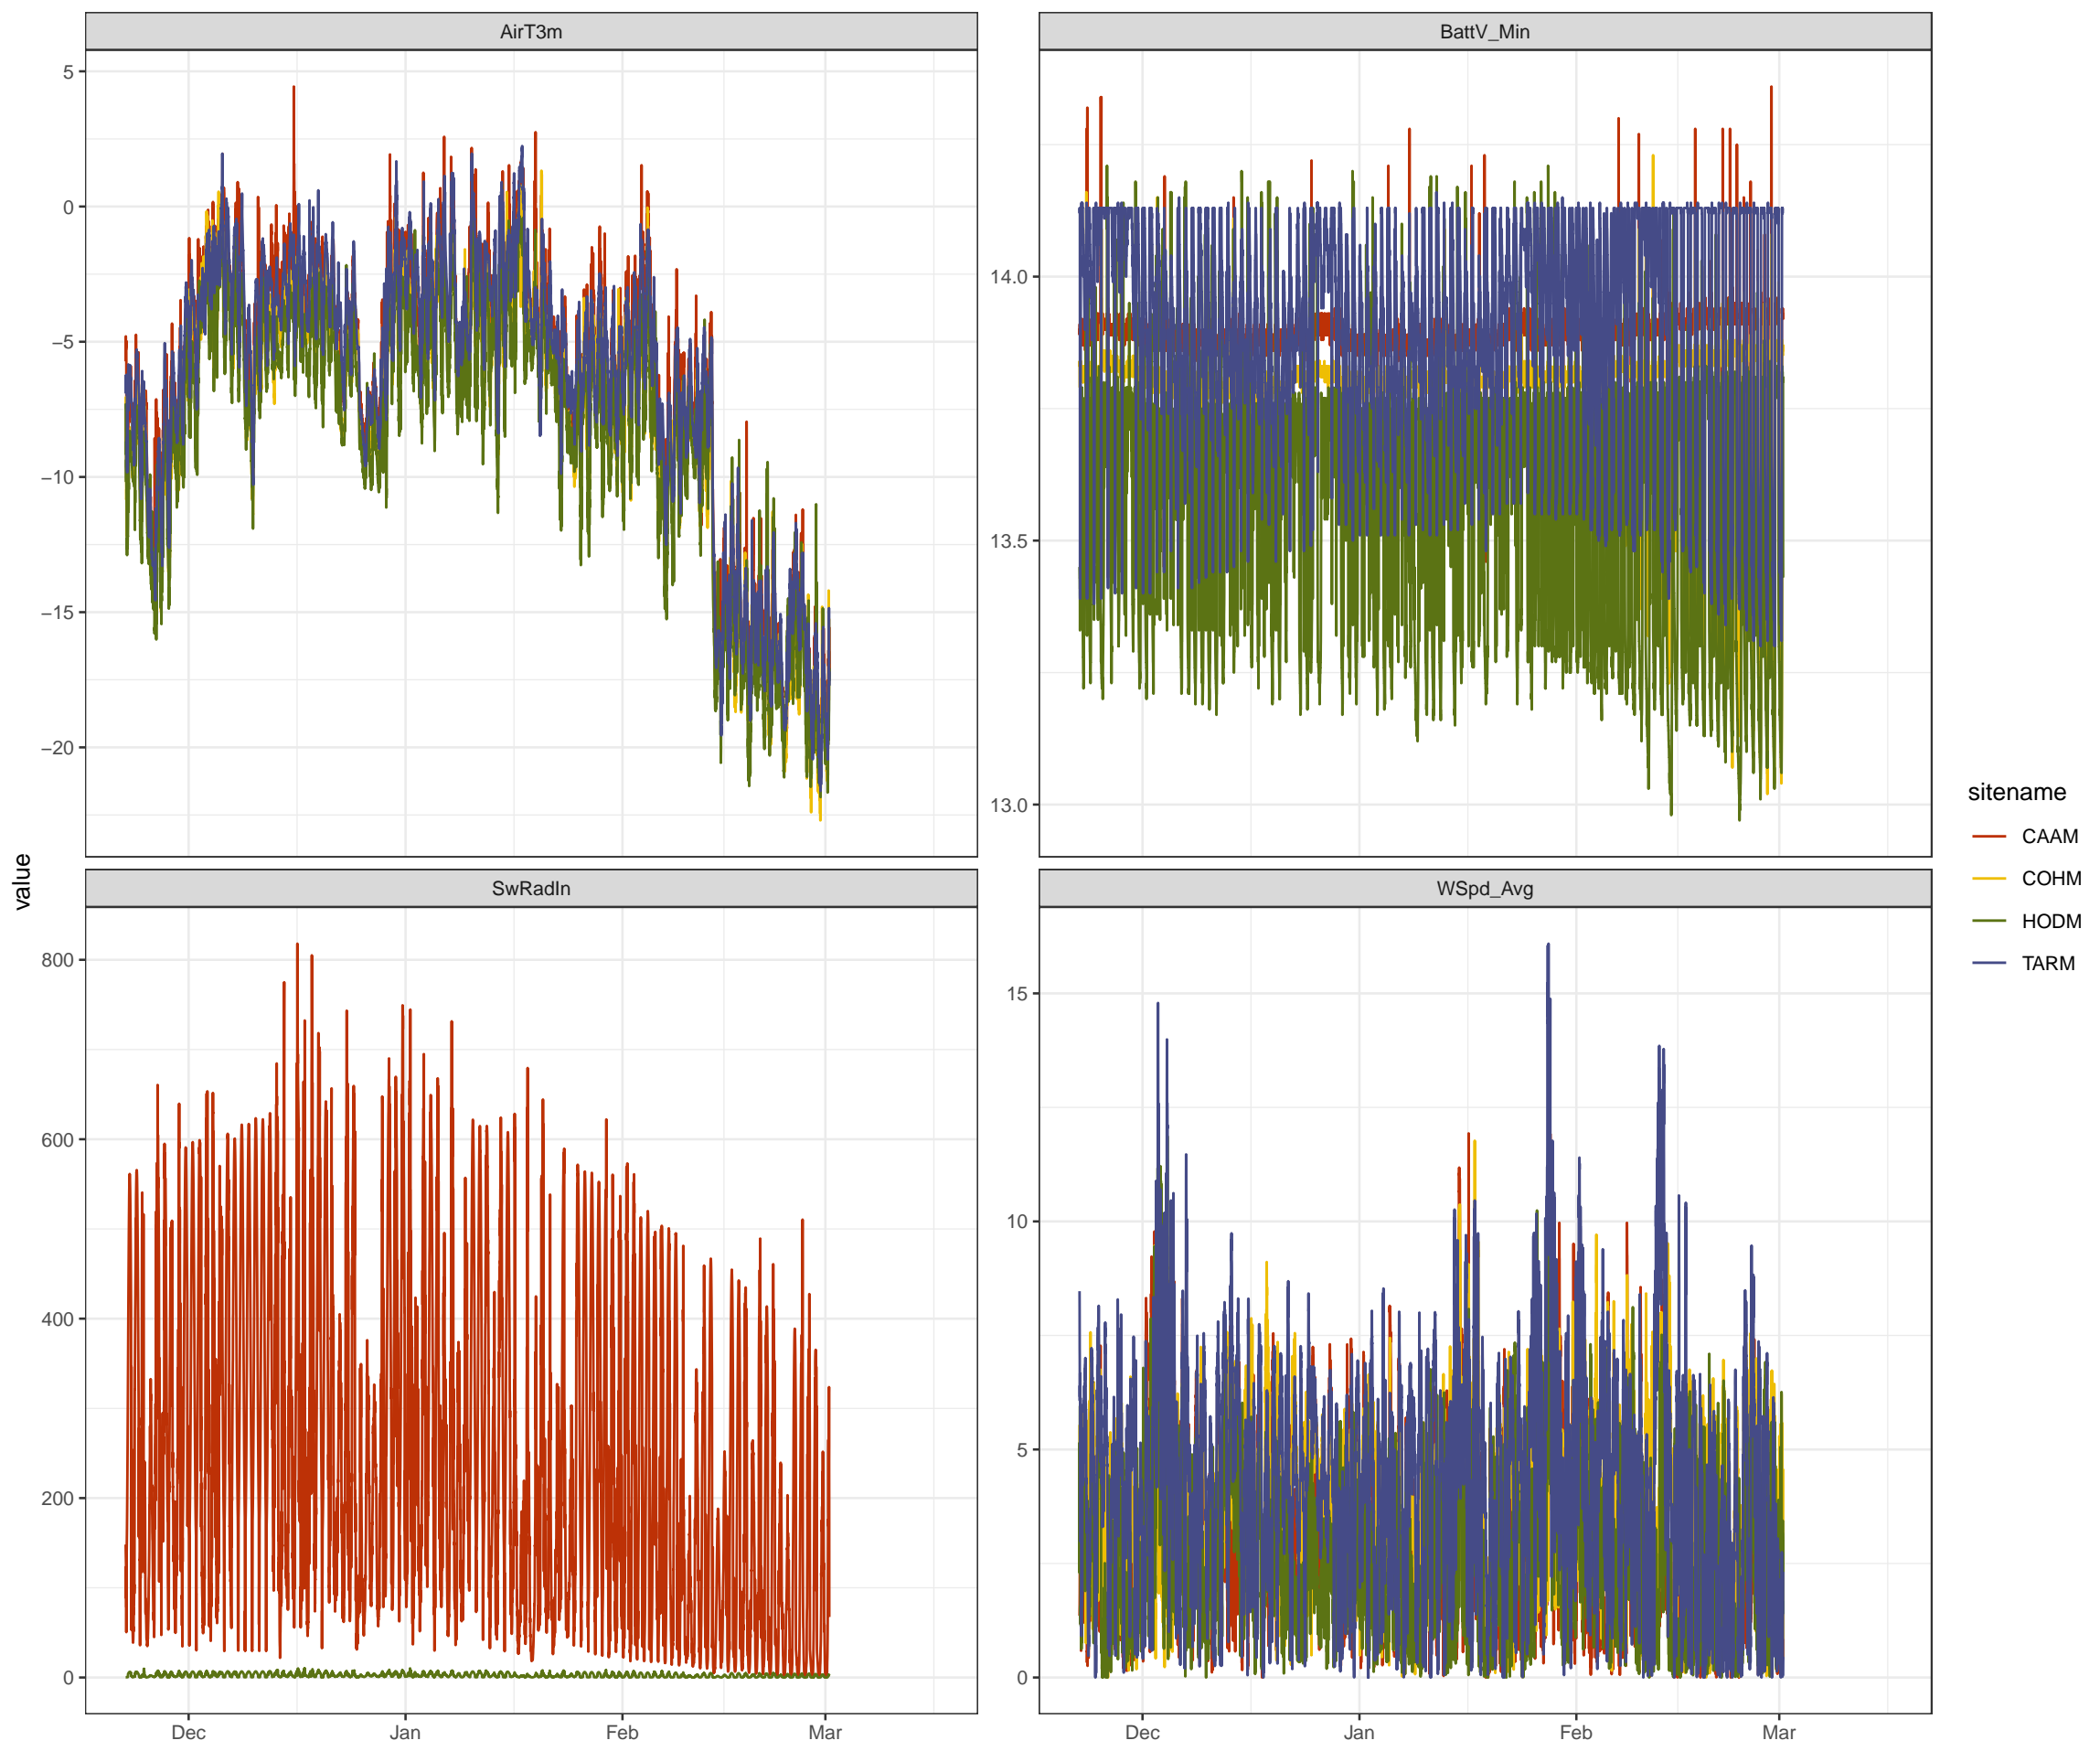 AirT3m
BattV_Min
5
0
−5
−10
−15
−20
14.0
13.5
13.0
value
SwRadIn
WSpd_Avg
800
600
400
200
0
15
10
5
0
Dec
Jan
Feb
Mar
Dec
Jan
Feb
Mar
sitename
CAAM
COHM
HODM
TARM